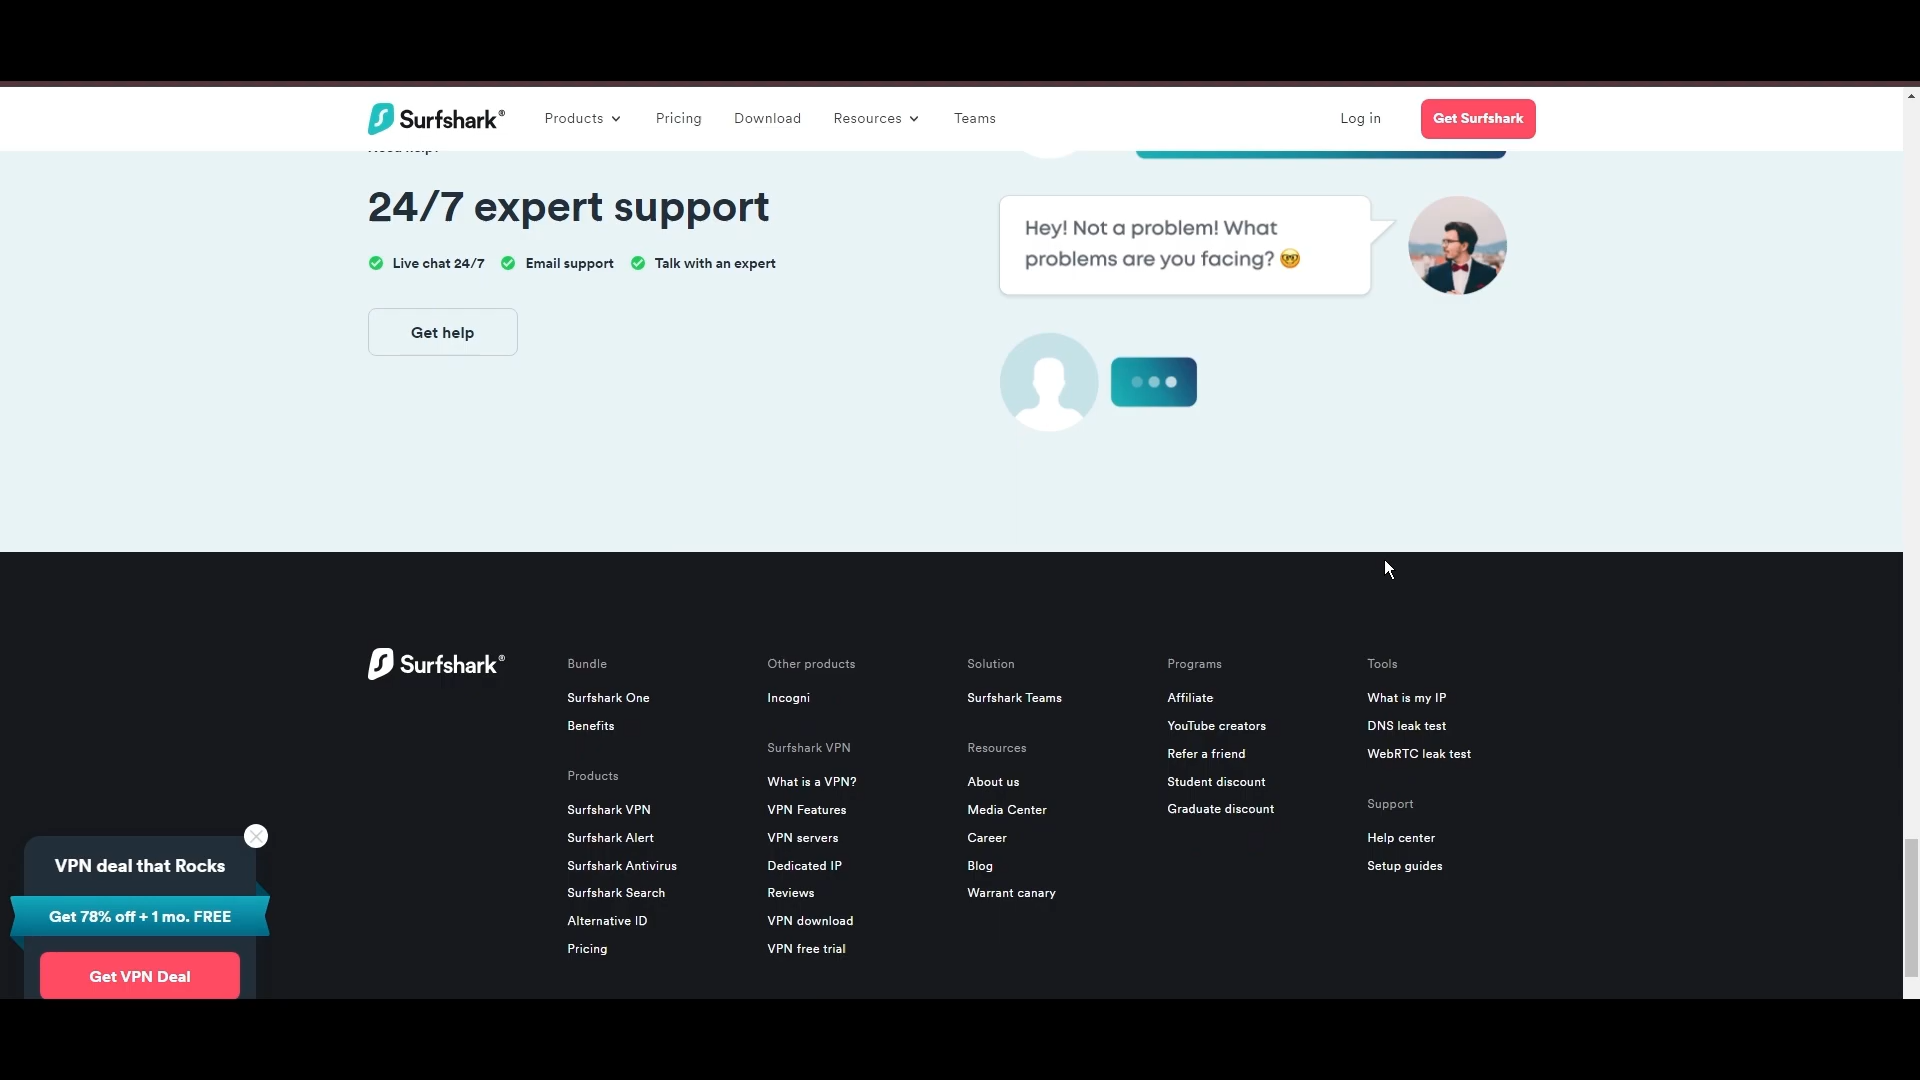 Surfshark®
Products
Pricing
Download
Resources
Teams
Log in
Get Surfshark
24/7 expert support
Live chat 24/7
Email support
Talk with an expert
Get help
Hey! Not a problem! What
problems are you facing? 🤓
Surfshark®
Bundle
Surfshark One
Benefits
Products
Surfshark VPN
Surfshark Alert
Surfshark Antivirus
Surfshark Search
Alternative ID
Pricing
Other products
Incogni
Surfshark VPN
What is a VPN?
VPN Features
VPN servers
Dedicated IP
Reviews
VPN download
VPN free trial
Solution
Surfshark Teams
Resources
About us
Media Center
Career
Blog
Warrant canary
Programs
Affiliate
YouTube creators
Refer a friend
Student discount
Graduate discount
Tools
What is my IP
DNS leak test
WebRTC leak test
Support
Help center
Setup guides
VPN deal that Rocks
Get 78% off + 1 mo. FREE
Get VPN Deal